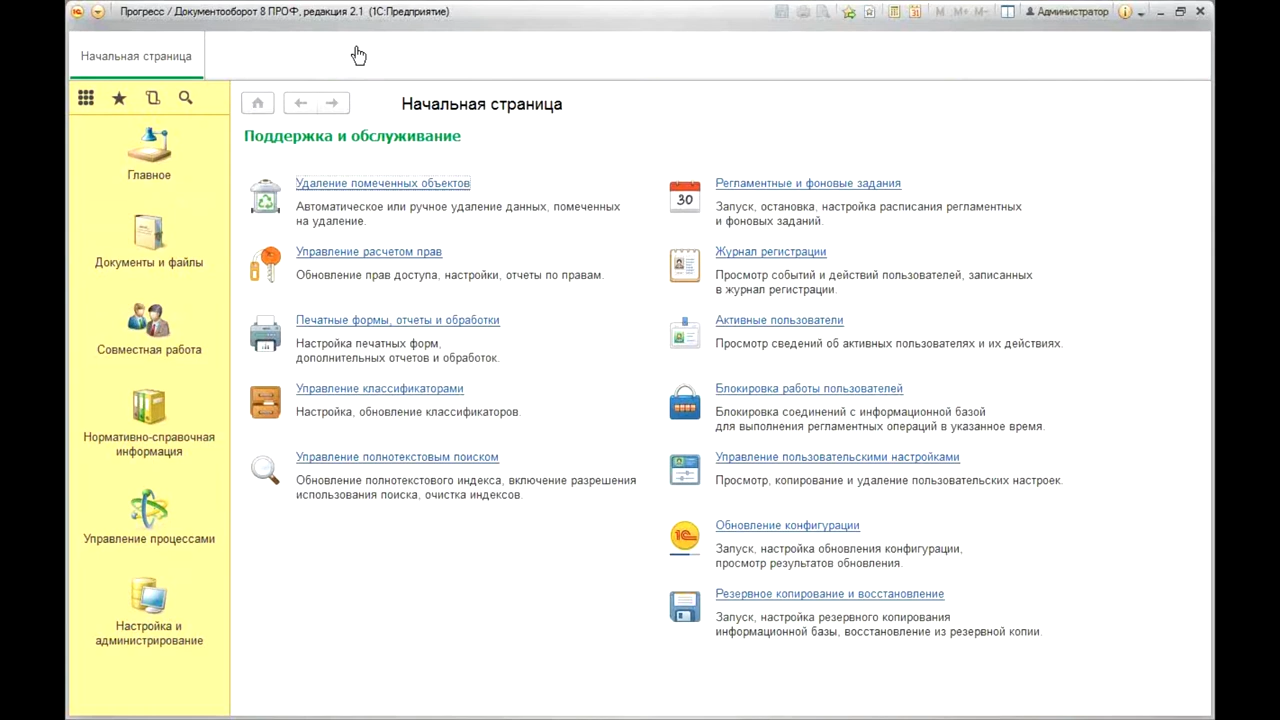 Прогресс / Документооборот 8 ПРОФ, редакция 2.1 (1С:Предприятие)
M M+ M-
Администратор
Начальная страница
Главное
Документы и файлы
Совместная работа
Нормативно-справочная
информация
Управление процессами
Настройка и
администрирование
Начальная страница
Поддержка и обслуживание
Удаление помеченных объектов
Автоматическое или ручное удаление данных, помеченных
на удаление.
Управление расчетом прав
Обновление прав доступа, настройки, отчеты по правам.
Печатные формы, отчеты и обработки
Настройка печатных форм,
дополнительных отчетов и обработок.
Управление классификаторами
Настройка, обновление классификаторов.
Управление полнотекстовым поиском
Обновление полнотекстового индекса, включение разрешения
использования поиска, очистка индексов.
30
Регламентные и фоновые задания
Запуск, остановка, настройка расписания регламентных
и фоновых заданий.
Журнал регистрации
Просмотр событий и действий пользователей, записанных
в журнал регистрации.
Активные пользователи
Просмотр сведений об активных пользователях и их действиях.
Блокировка работы пользователей
Блокировка соединений с информационной базой
для выполнения регламентных операций в указанное время.
Управление пользовательскими настройками
Просмотр, копирование и удаление пользовательских настроек.
1С
Обновление конфигурации
Запуск, настройка обновления конфигурации,
просмотр результатов обновления.
Резервное копирование и восстановление
Запуск, настройка резервного копирования
информационной базы, восстановление из резервной копии.